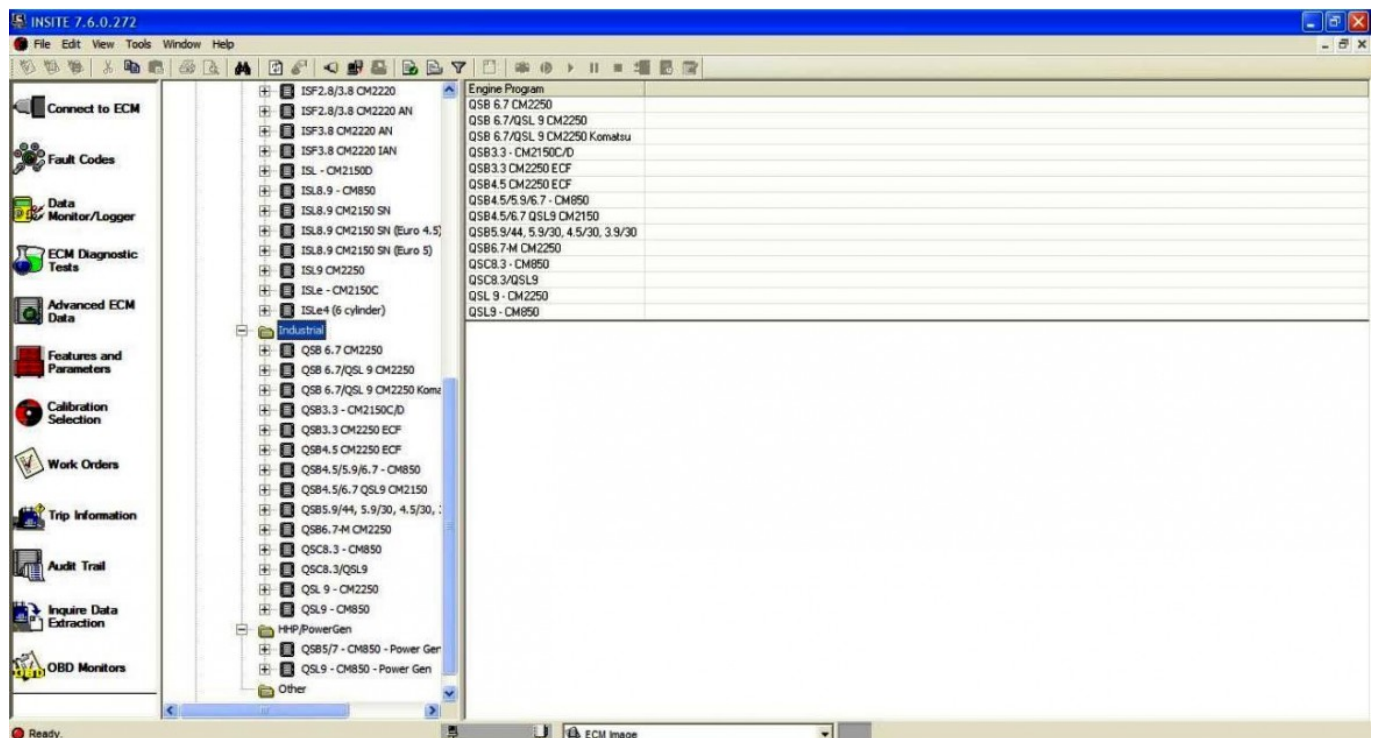 INSITE 7.6.0.272
File Edit View Tools Window Help
Connect to ECM
Fault Codes
Data
Monitor/Logger
ECM Diagnostic
Tests
Advanced ECM
Data
Features and
Parameters
Calibration
Selection
Work Orders
Trip Information
Audit Trail
Inquire Data
Extraction
OBD Monitors
ISF2.8/3.8 CM2220
ISF2.8/3.8 CM2220 AN
ISF3.8 CM2220 AN
ISF3.8 CM2220 IAN
ISL - CM2150D
ISL8.9 - CM850
ISL8.9 CM2150 SN
ISL8.9 CM2150 SN (Euro 4.5)
ISL8.9 CM2150 SN (Euro 5)
ISL9 CM2250
ISLe - CM2150C
ISLe4 (6 cylinder)
Industrial
QSB 6.7 CM2250
QSB 6.7/QSL 9 CM2250
QSB 6.7/QSL 9 CM2250 Koma
QSB3.3 - CM2150C/D
QSB3.3 CM2250 ECF
QSB4.5 CM2250 ECF
QSB4.5/5.9/6.7 - CM850
QSB4.5/6.7 QSL9 CM2150
QSB5.9/44, 5.9/30, 4.5/30, :
QSB6.7-M CM2250
QSC8.3 - CM850
QSC8.3/QSL9
QSL 9 - CM2250
QSL9 - CM850
HHP/PowerGen
QSB5/7 - CM850 - Power Ger
QSL9 - CM850 - Power Gen
Other
Engine Program
QSB 6.7 CM2250
QSB 6.7/QSL 9 CM2250
QSB 6.7/QSL 9 CM2250 Komatsu
QSB3.3 - CM2150C/D
QSB3.3 CM2250 ECF
QSB4.5 CM2250 ECF
QSB4.5/5.9/6.7 - CM850
QSB4.5/6.7 QSL9 CM2150
QSB5.9/44, 5.9/30, 4.5/30, 3.9/30
QSB6.7-M CM2250
QSC8.3 - CM850
QSC8.3/QSL9
QSL 9 - CM2250
QSL9 - CM850
Ready.
ECM Image